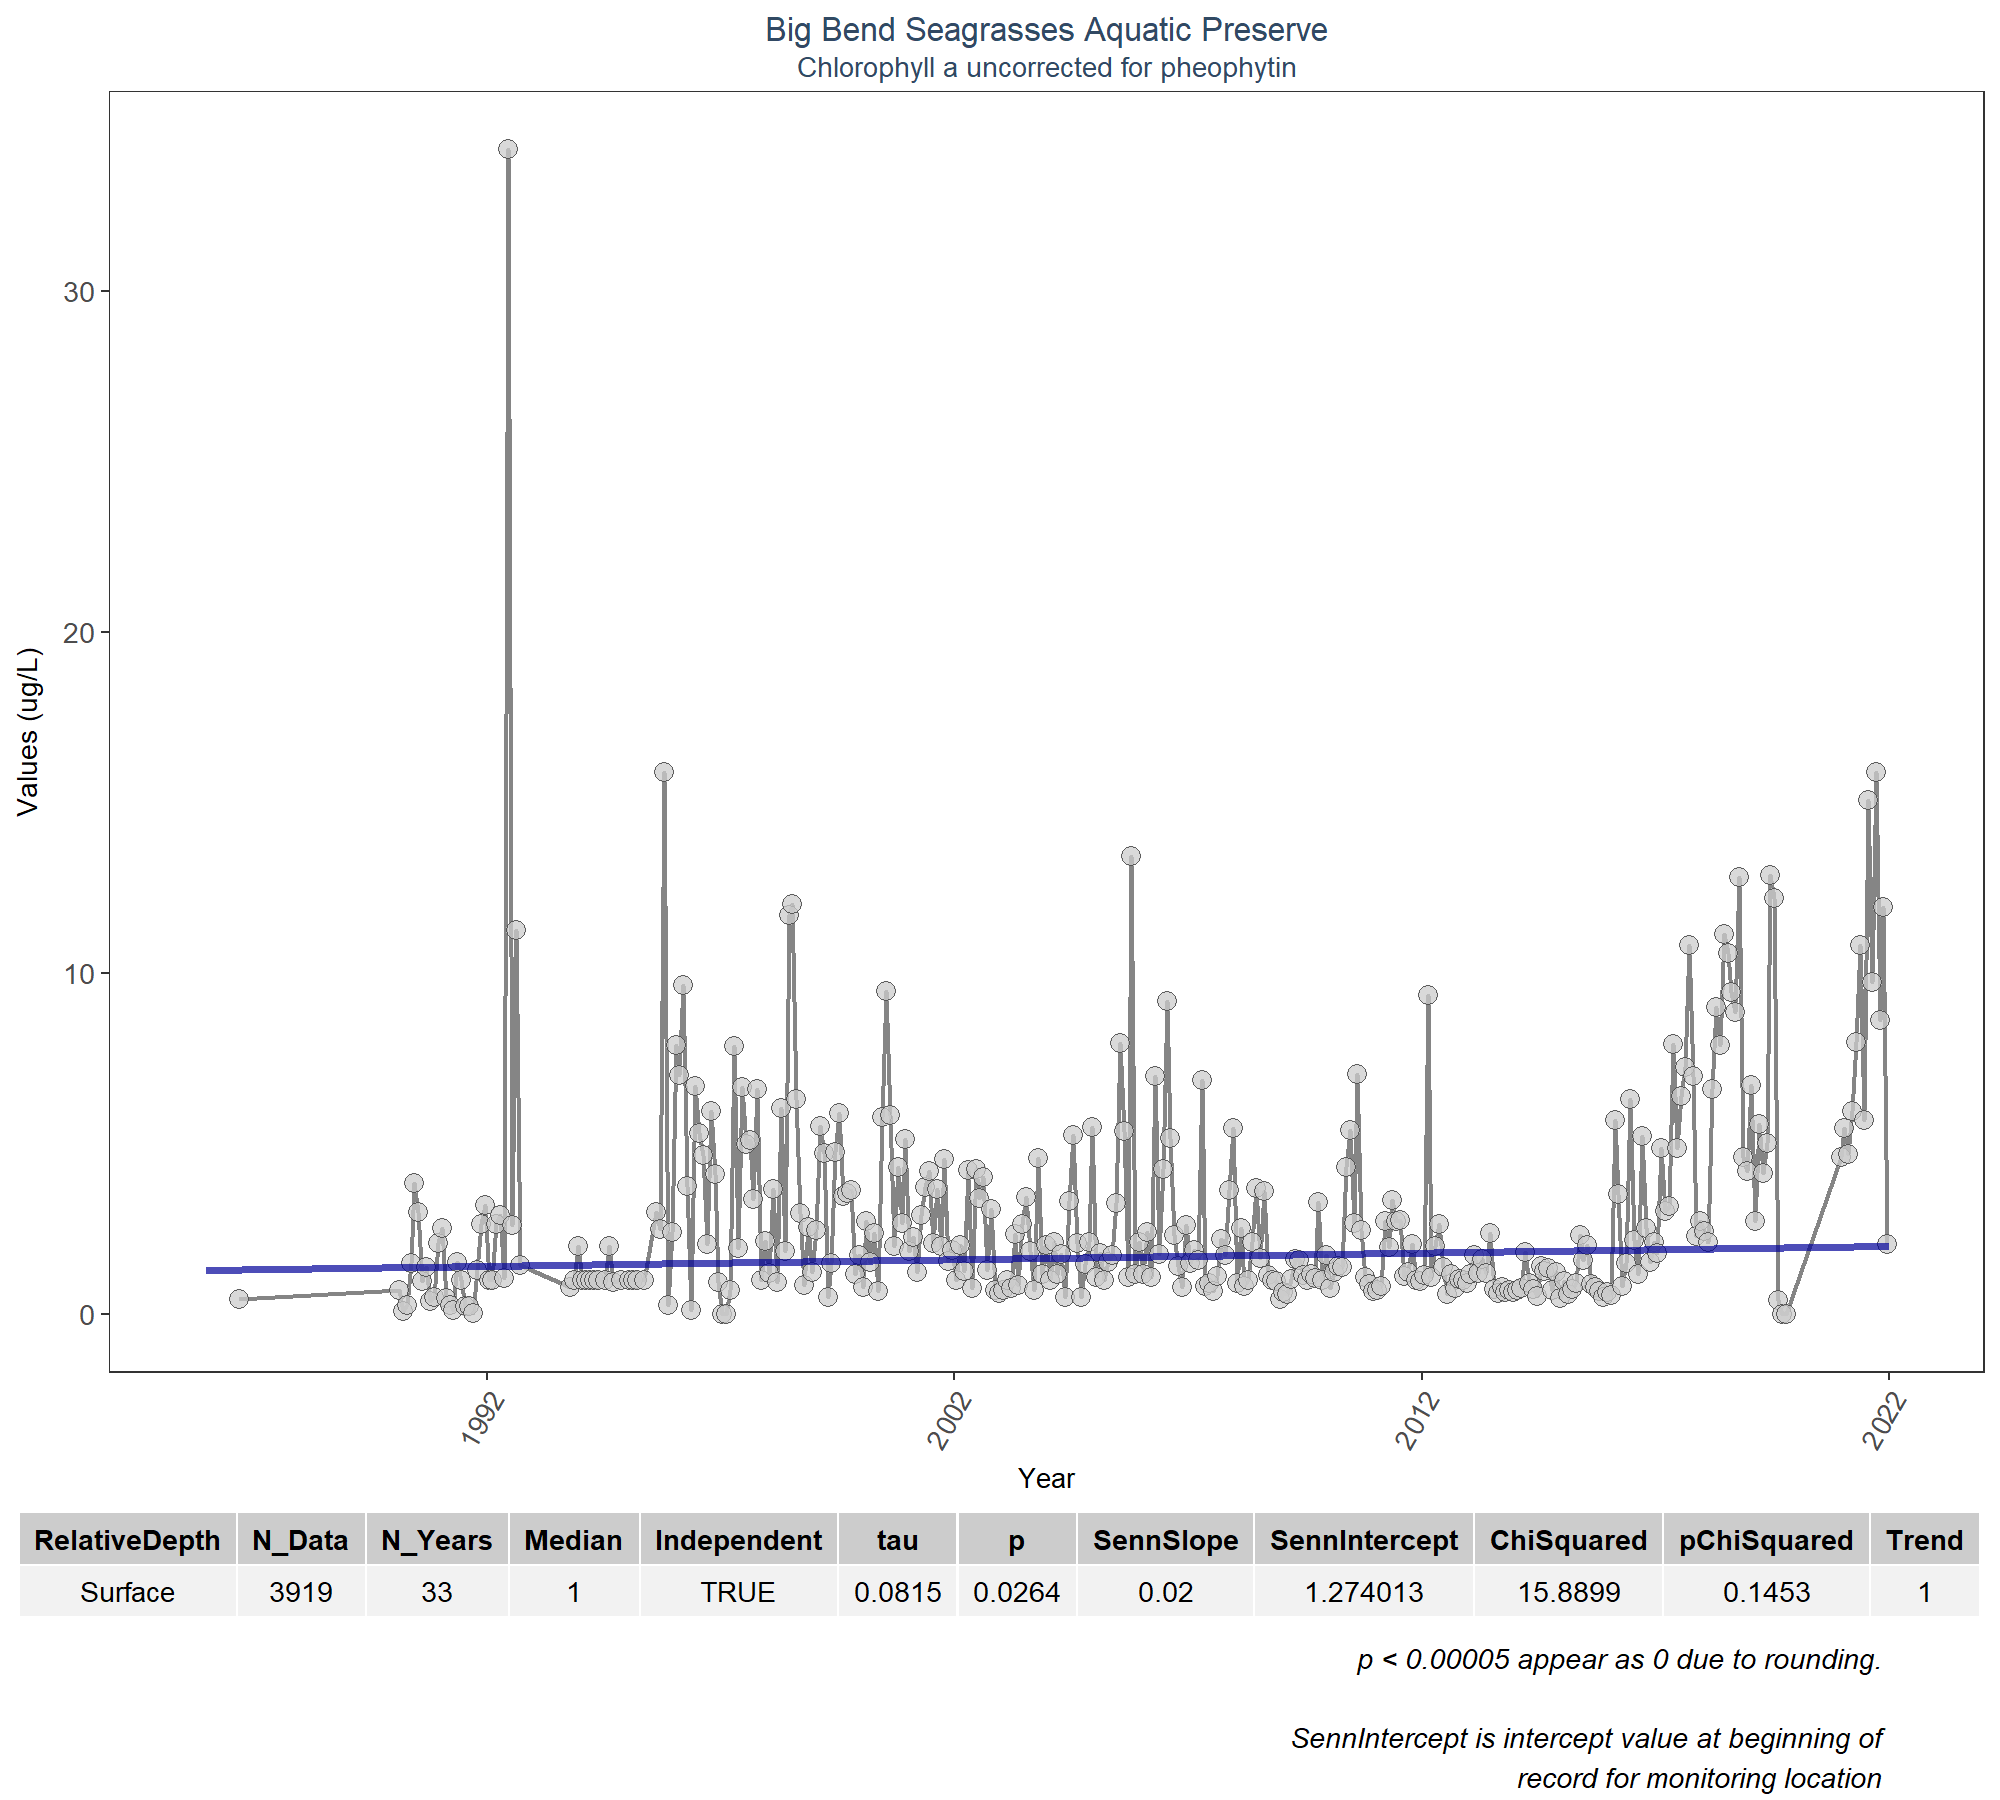 Big Bend Seagrasses Aquatic Preserve
Chlorophyll a uncorrected for pheophytin
30
20
10
0
Values (ug/L)
1992
2002
2012
2022
Year
RelativeDepth N_Data N_Years Median Independent tau p SennSlope SennIntercept ChiSquared pChiSquared Trend
Surface 3919 33 1 TRUE 0.0815 0.0264 0.02 1.274013 15.8899 0.1453 1
p < 0.00005 appear as 0 due to rounding.
SennIntercept is intercept value at beginning of
record for monitoring location